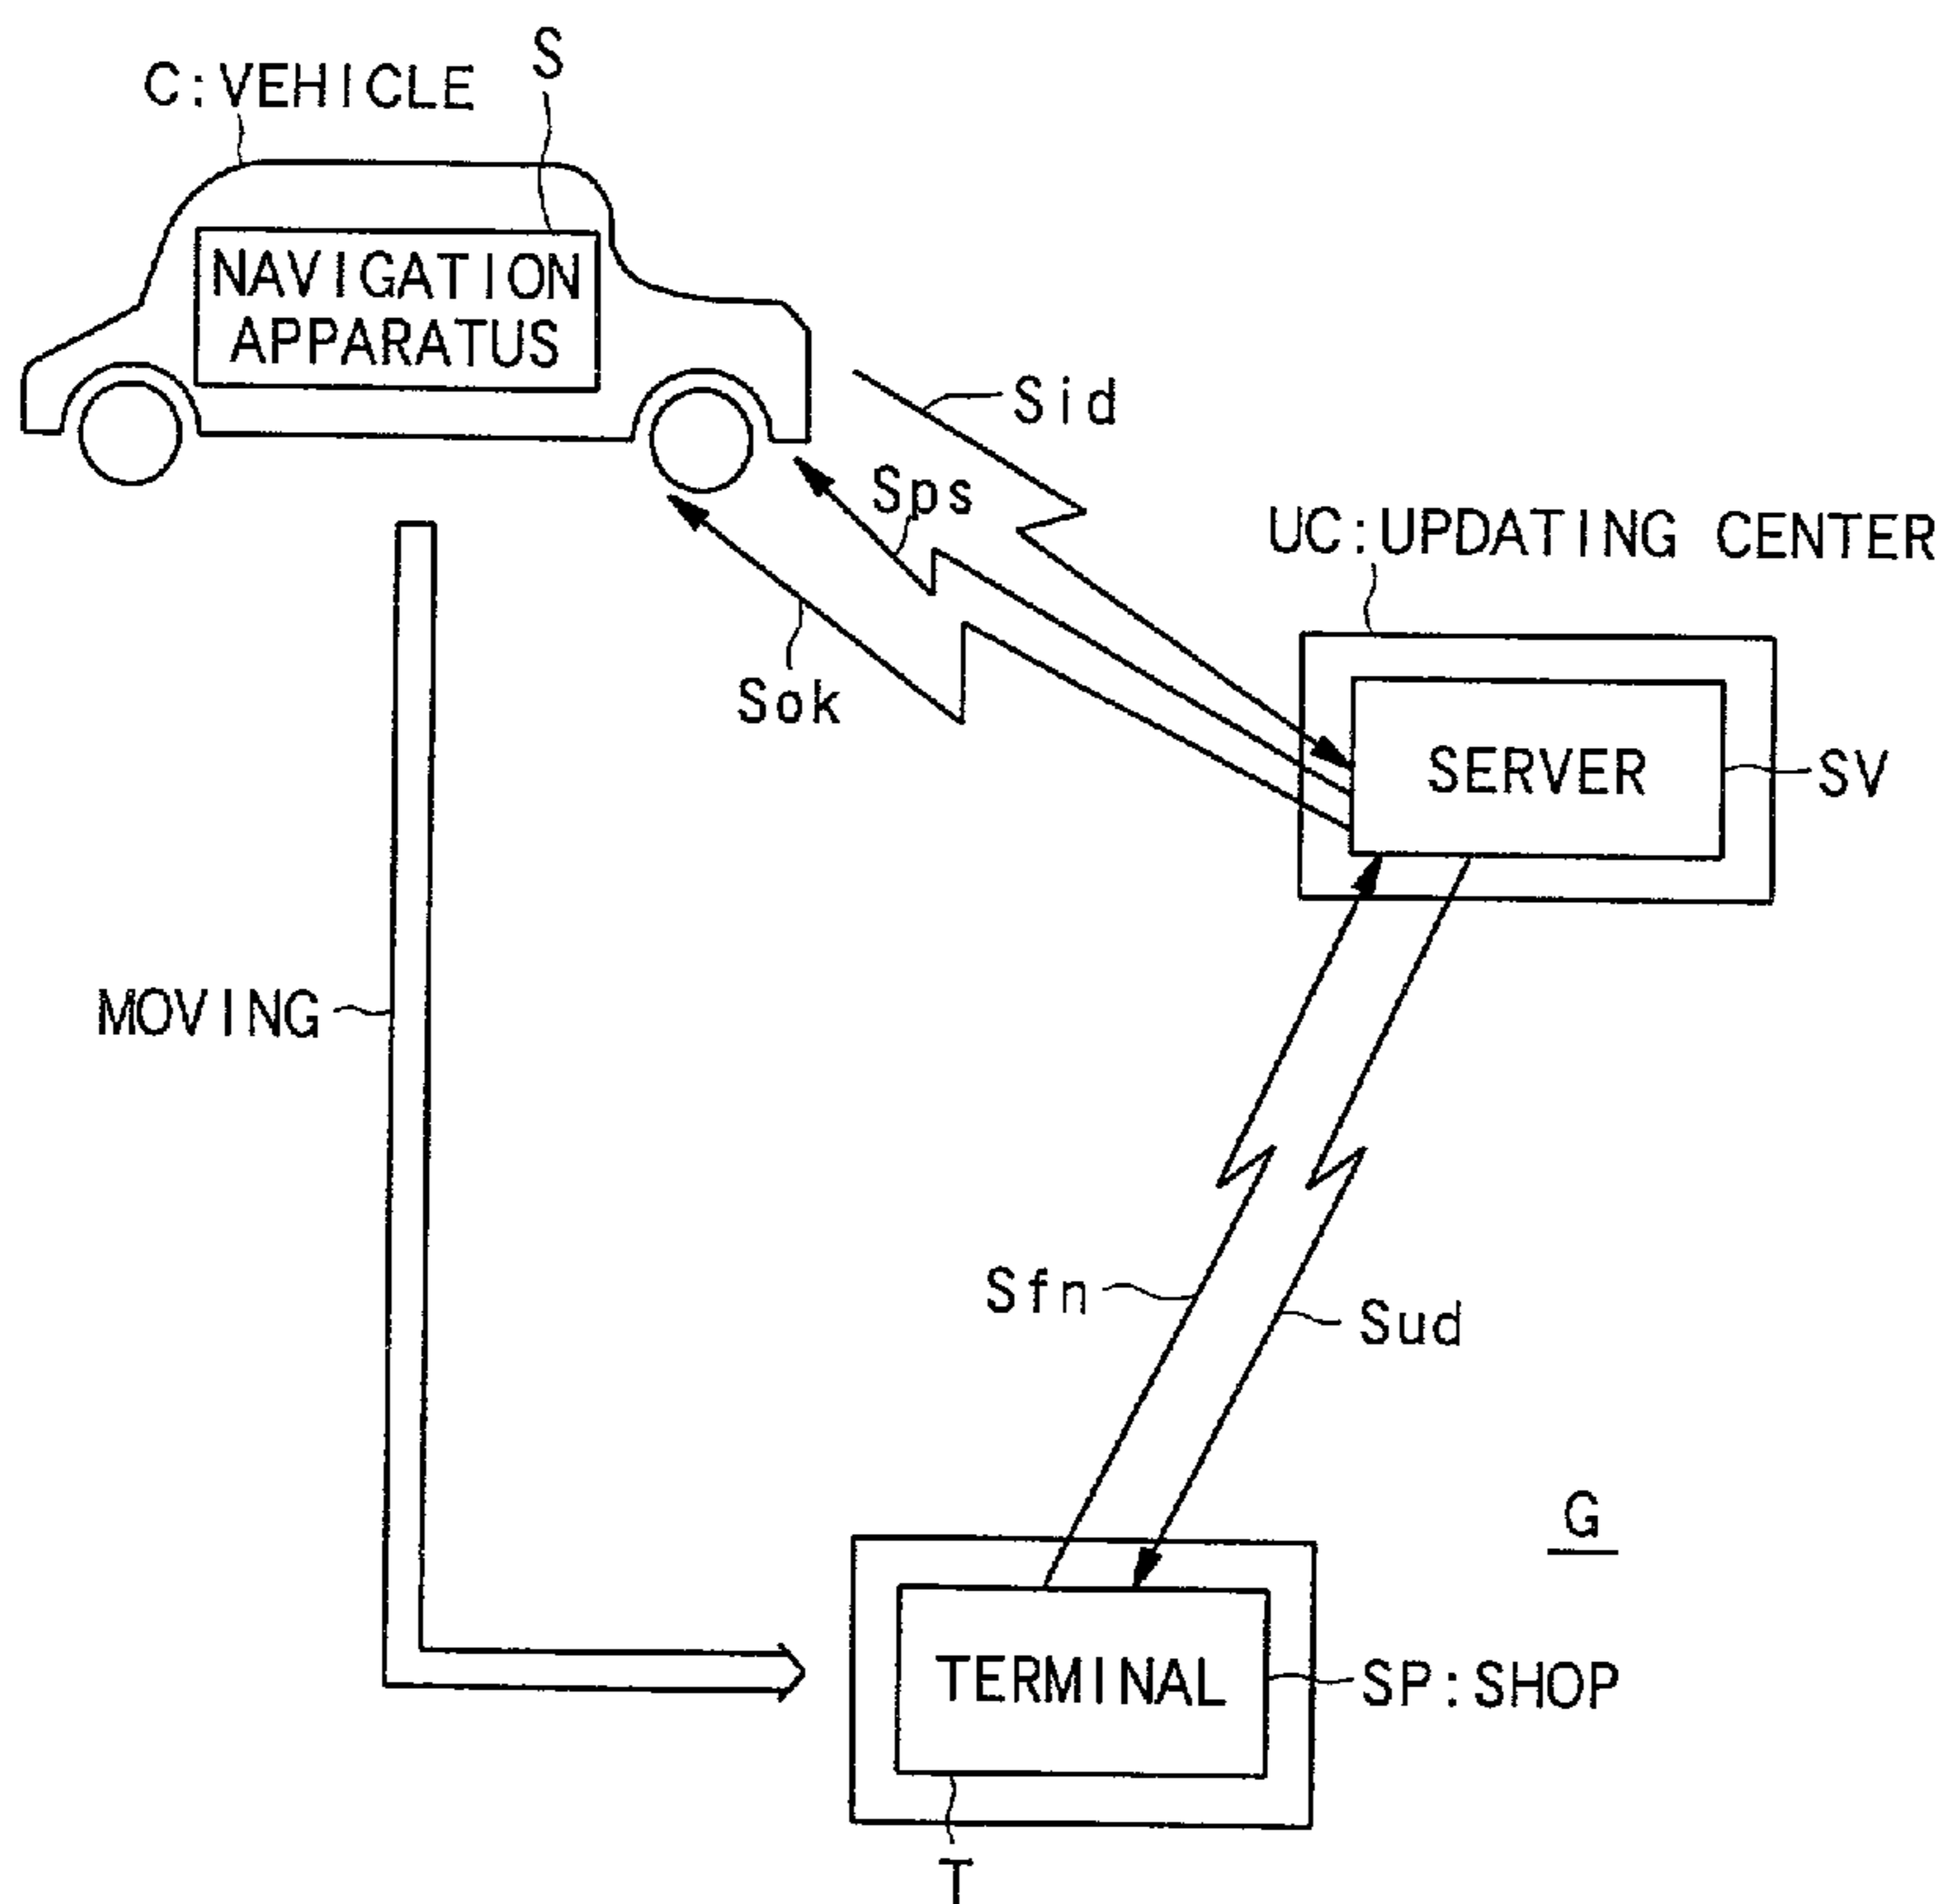 S
C:VEHICLE
NAVIGATION
APPARATUS
Sid
Sps
UC:UPDATING CENTER
Sok
SERVER
SV
MOVING
Sfn
Sud
G
TERMINAL
SP:SHOP
T